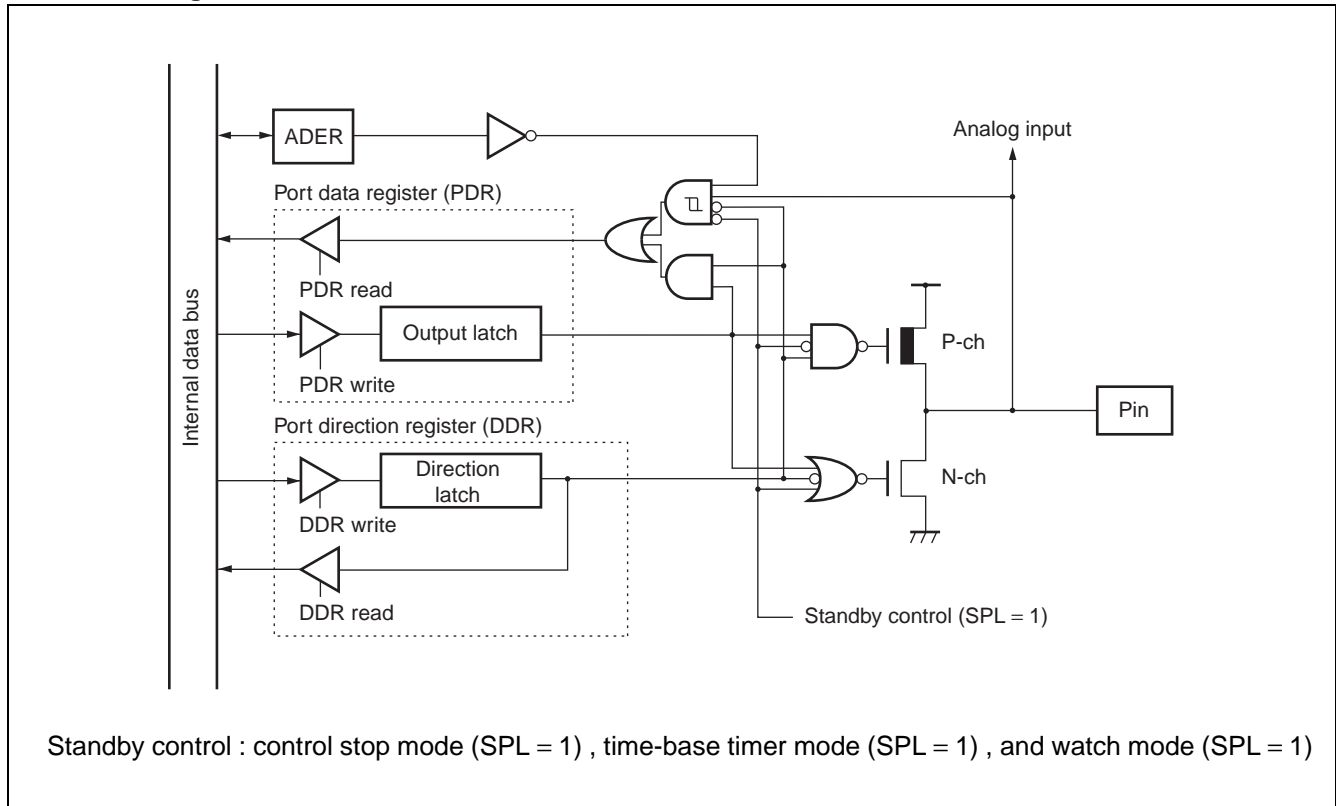 ADER
Analog input
Port data register (PDR)
PDR read
Output latch
PDR write
P-ch
Pin
Internal data bus
Port direction register (DDR)
Direction
latch
N-ch
DDR write
DDR read
Standby control (SPL = 1)
Standby control : control stop mode (SPL = 1) , time-base timer mode (SPL = 1) , and watch mode (SPL = 1)